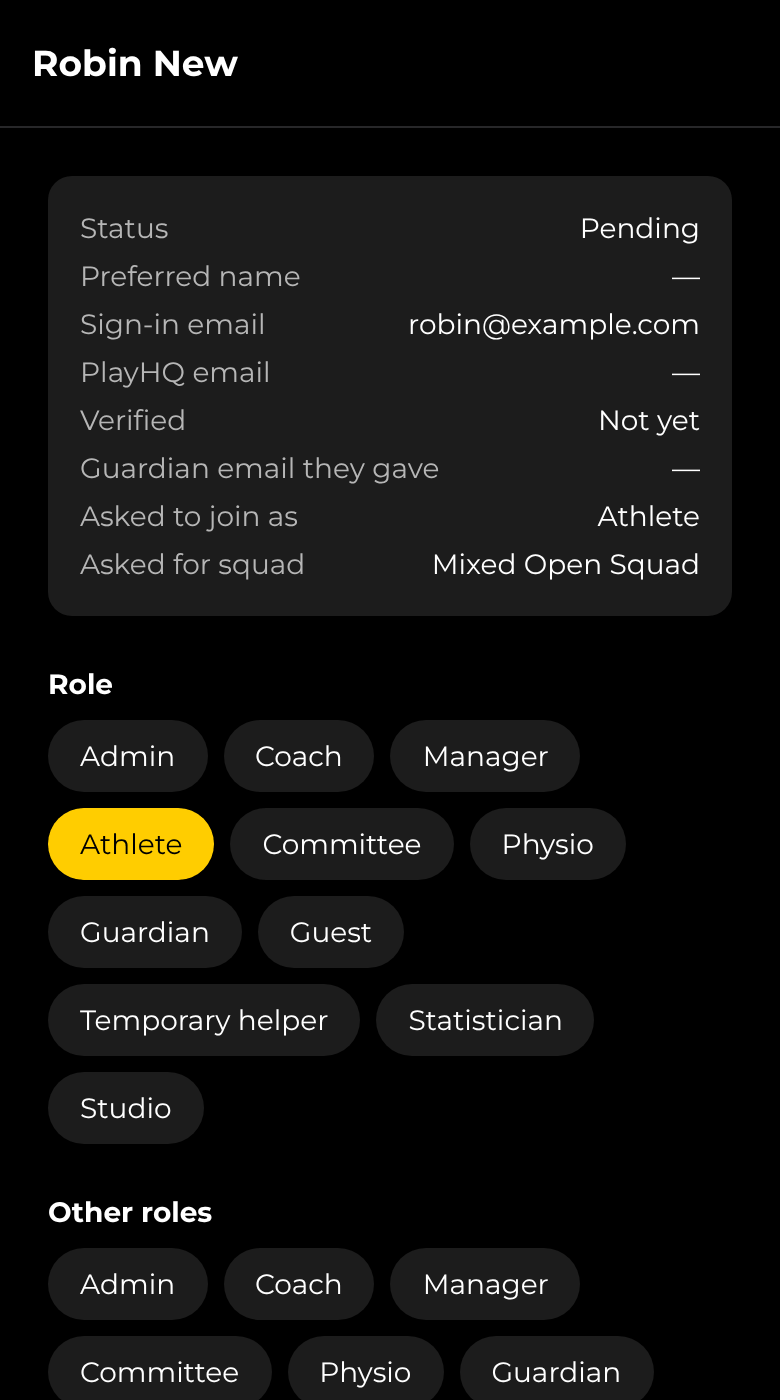 Robin New
Status Pending
Preferred name —
Sign-in email robin@example.com
PlayHQ email —
Verified Not yet
Guardian email they gave —
Asked to join as Athlete
Asked for squad Mixed Open Squad
Role
Admin Coach Manager
Athlete Committee Physio
Guardian Guest
Temporary helper Statistician
Studio
Other roles
Admin Coach Manager
Committee Physio Guardian